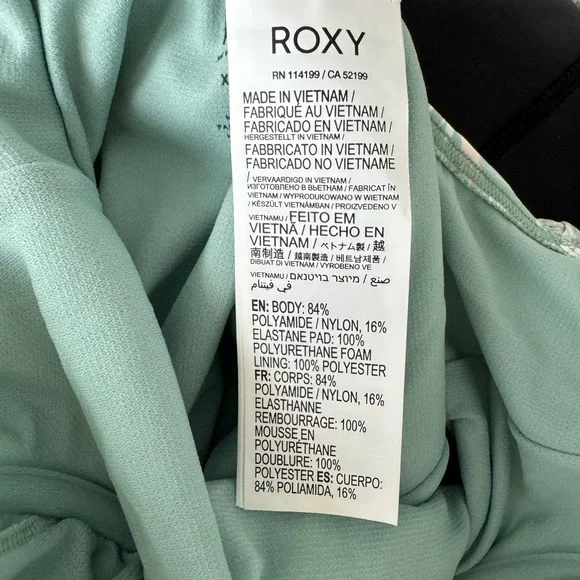 ROXY
RN 114199 / CA 52199
MADE IN VIETNAM /
FABRIQUÉ AU VIETNAM /
FABRICADO EN VIETNAM /
HERGESTELLT IN VIETNAM /
FABBRICATO IN VIETNAM /
FABRICADO NO VIETNAME
/ VERVAARDIGD IN VIETNAM /
ИЗГОТОВЛЕНО В ВЬЕТНАМ / FABRICAT ÎN
VIETNAM / WYPRODUKOWANO W WIETNAM
/ KÉSZÜLT VIETNÁMBAN / PROIZVEDENO V
VIETNAMU / FEITO EM
VIETNÃ / HECHO EN
VIETNAM / ベトナム製 / 越
南制造 / 越南製造 / 베트남제품 /
DIBUAT DI VIETNAM / VYROBENO VE
VIETNAMU / מיוצר בויטנאם / صنع
في فيتنام
EN: BODY: 84%
POLYAMIDE / NYLON, 16%
ELASTANE PAD: 100%
POLYURETHANE FOAM
LINING: 100% POLYESTER
FR: CORPS: 84%
POLYAMIDE / NYLON, 16%
ELASTHANNE
REMBOURRAGE: 100%
MOUSSE EN
POLYURÉTHANE
DOUBLURE: 100%
POLYESTER ES: CUERPO:
84% POLIAMIDA, 16%